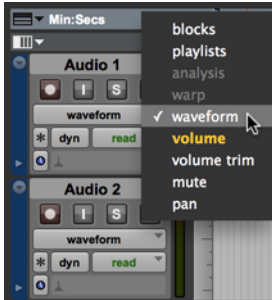 Min:Secs
blocks
playlists
analysis
warp
✓ waveform
volume
volume trim
mute
pan
Audio 1
I S
waveform
* dyn read
Audio 2
I S
waveform
* dyn read